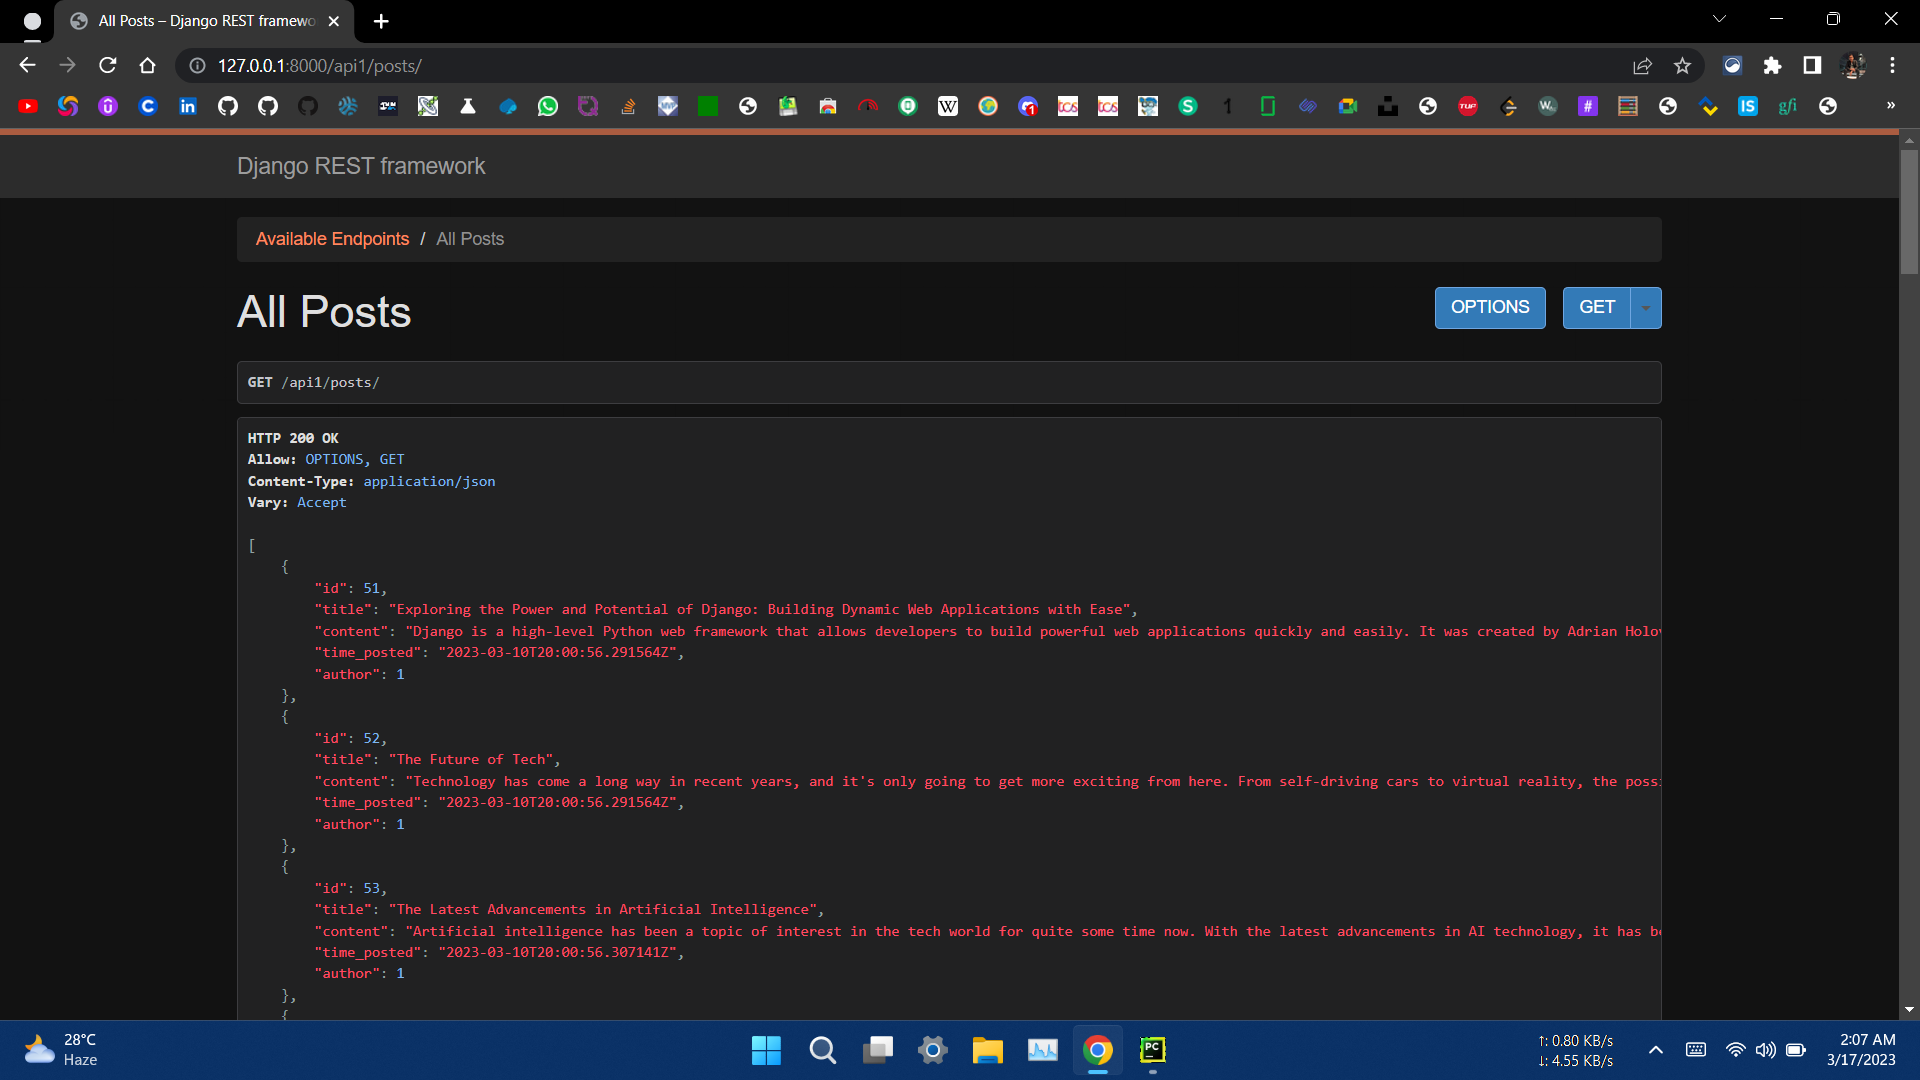 All Posts – Django REST framewo
127.0.0.1:8000/api1/posts/
Django REST framework
Available Endpoints / All Posts
All Posts
OPTIONS
GET
GET /api1/posts/
HTTP 200 OK
Allow: OPTIONS, GET
Content-Type: application/json
Vary: Accept
[
{
"id": 51,
"title": "Exploring the Power and Potential of Django: Building Dynamic Web Applications with Ease",
"content": "Django is a high-level Python web framework that allows developers to build powerful web applications quickly and easily. It was created by Adrian Holov
"time_posted": "2023-03-10T20:00:56.291564Z",
"author": 1
},
{
"id": 52,
"title": "The Future of Tech",
"content": "Technology has come a long way in recent years, and it's only going to get more exciting from here. From self-driving cars to virtual reality, the possi
"time_posted": "2023-03-10T20:00:56.291564Z",
"author": 1
},
{
"id": 53,
"title": "The Latest Advancements in Artificial Intelligence",
"content": "Artificial intelligence has been a topic of interest in the tech world for quite some time now. With the latest advancements in AI technology, it has be
"time_posted": "2023-03-10T20:00:56.307141Z",
"author": 1
},
{
28°C
Haze
↑: 0.80 KB/s
↓: 4.55 KB/s
2:07 AM
3/17/2023